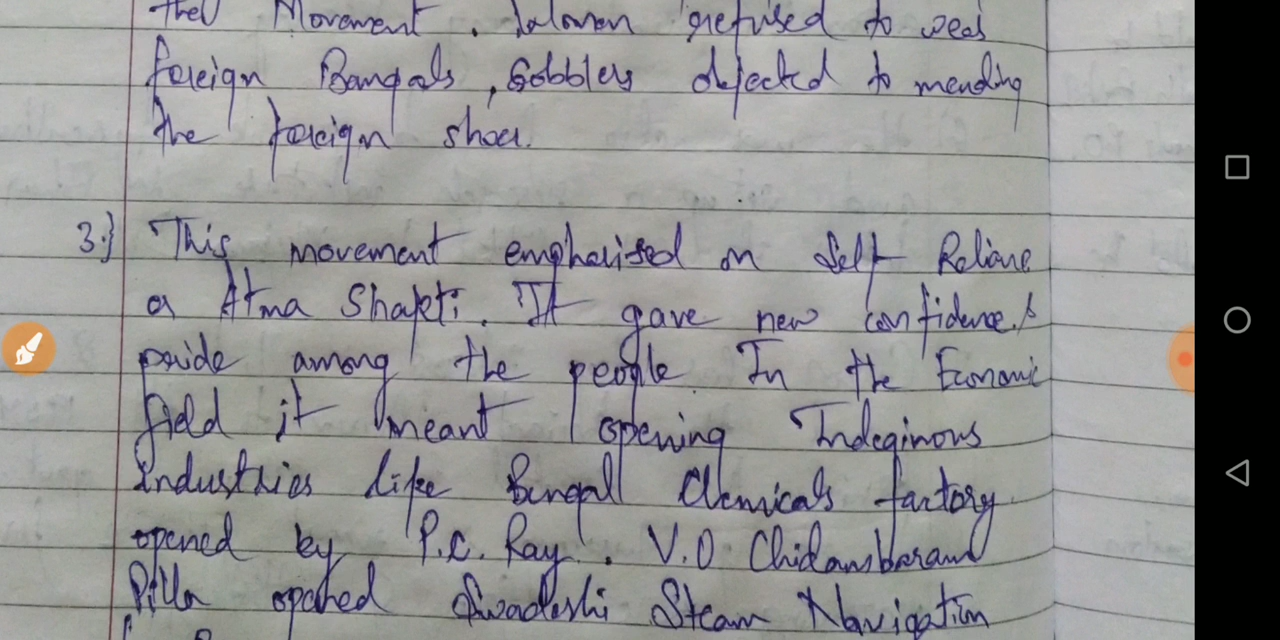 the Movement. Women refused to wear
foreign Bangals, Cobblers objected to mending
the foreign shoes.
3.) This movement emphasised on Self Reliance
or Atma Shakti. It gave new confidence &
pride among the people. In the Economic
field it meant opening Indeginous
industries like Bengal Chemicals factory
opened by P.C. Ray. V.O Chidambaram
Pillai opened Swadeshi Steam Navigation